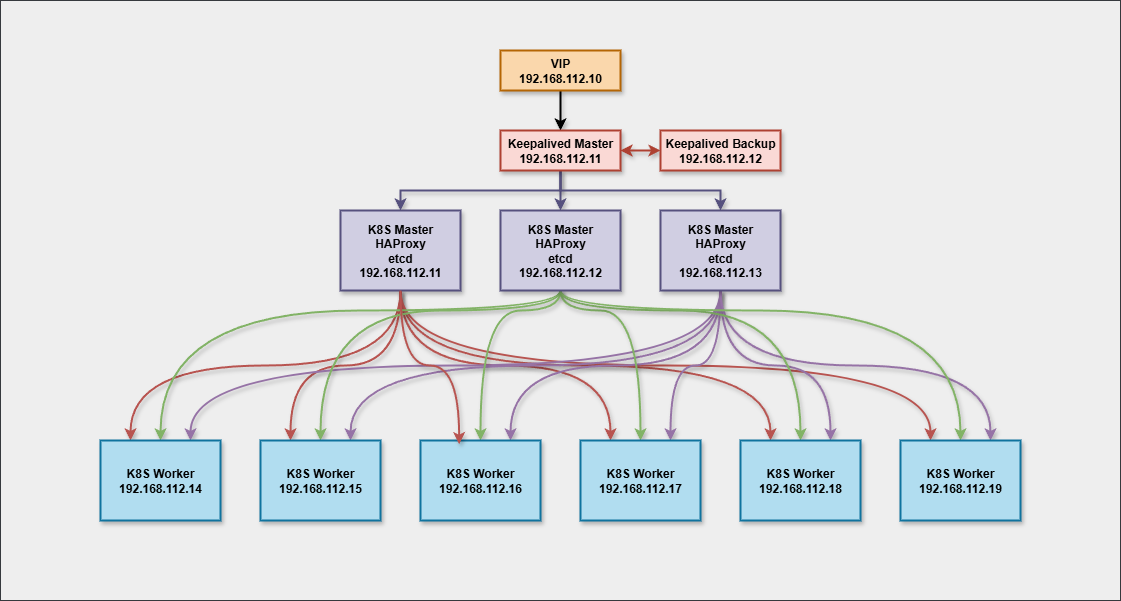 VIP
192.168.112.10
Keepalived Master
192.168.112.11
Keepalived Backup
192.168.112.12
K8S Master
HAProxy
etcd
192.168.112.11
K8S Master
HAProxy
etcd
192.168.112.12
K8S Master
HAProxy
etcd
192.168.112.13
K8S Worker
192.168.112.14
K8S Worker
192.168.112.15
K8S Worker
192.168.112.16
K8S Worker
192.168.112.17
K8S Worker
192.168.112.18
K8S Worker
192.168.112.19